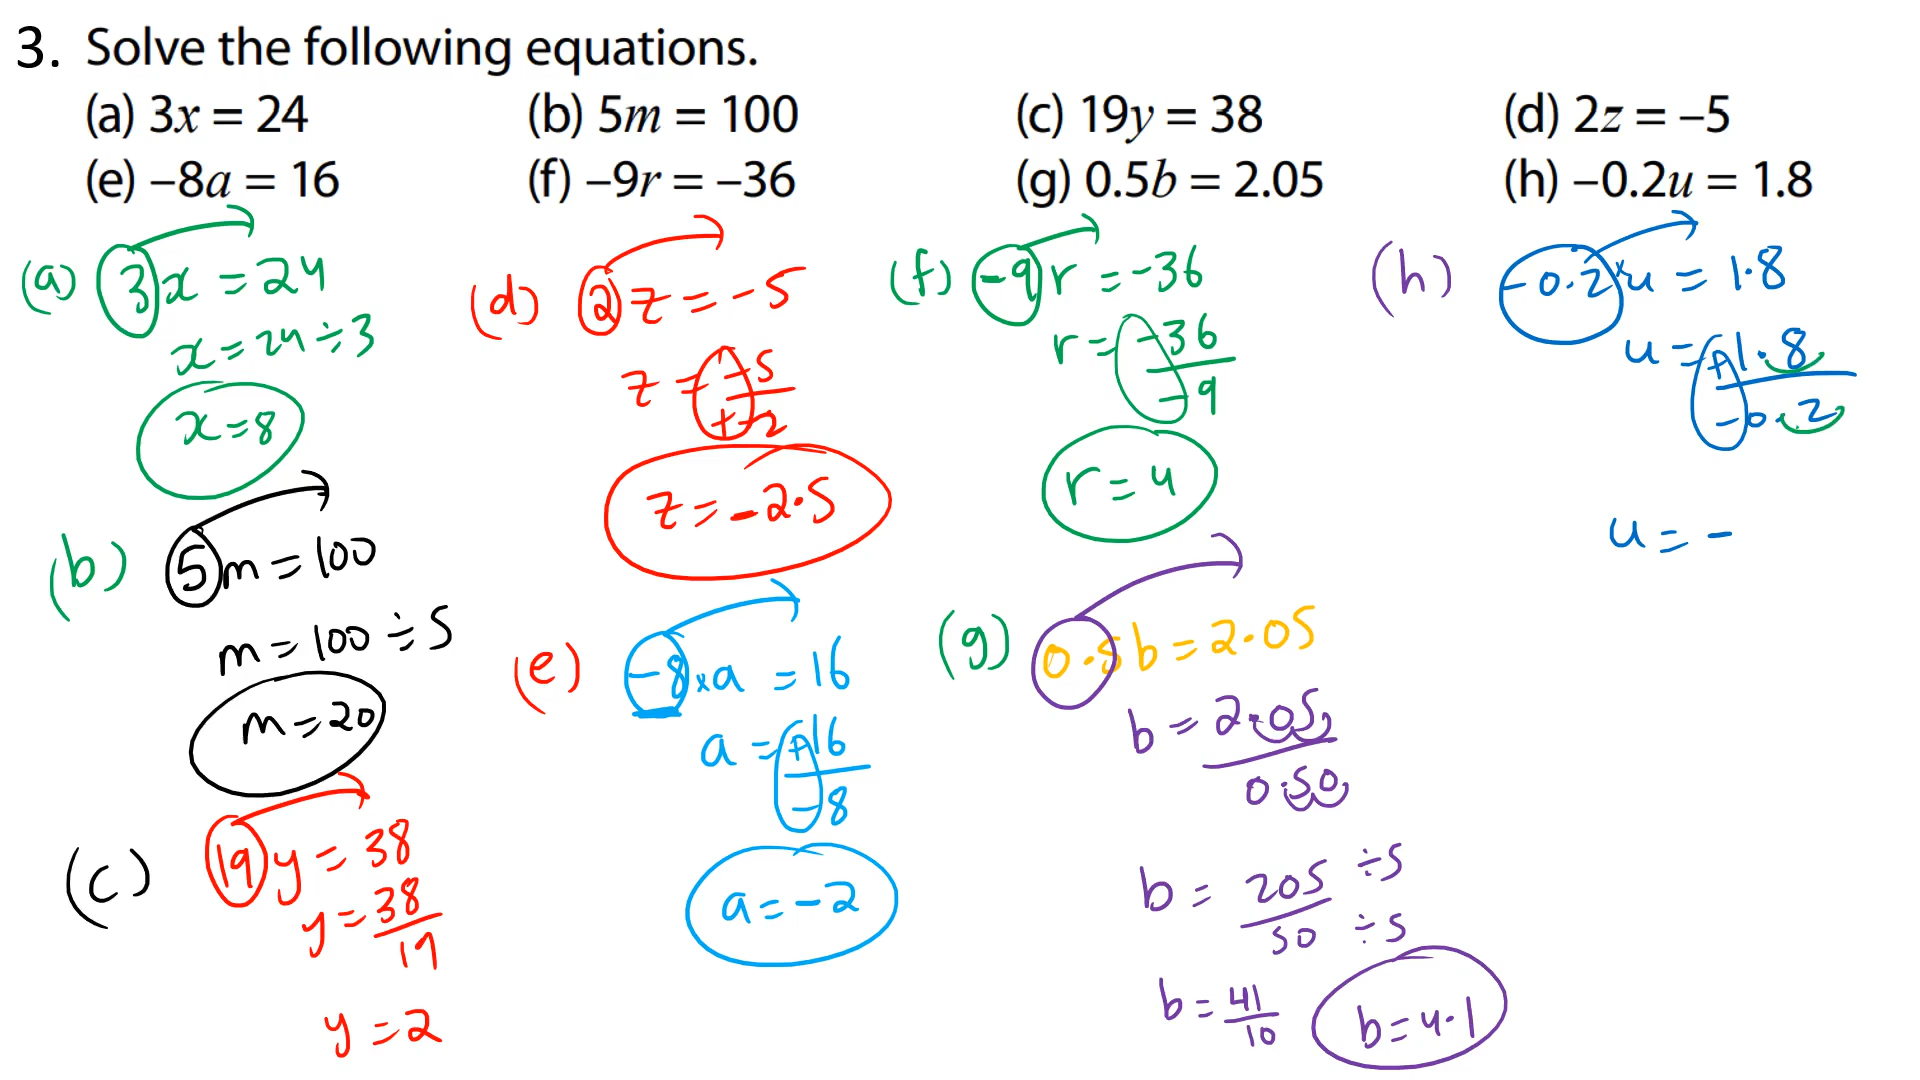 3. Solve the following equations.
(a) 3x = 24 (b) 5m = 100 (c) 19y = 38 (d) 2z = –5
(e) –8a = 16 (f) –9r = –36 (g) 0.5b = 2.05 (h) –0.2u = 1.8
(a) 3x = 24
x = 24 ÷ 3
x = 8
(b) 5m = 100
m = 100 ÷ 5
m = 20
(c) 19y = 38
y = 38/19
y = 2
(d) 2z = -5
z = -5/+2
z = -2.5
(e) -8×a = 16
a = +16/-8
a = -2
(f) -9r = -36
r = -36/-9
r = 4
(g) 0.5b = 2.05
b = 2.05/0.50
b = 205/50 ÷5 ÷5
b = 41/10 b = 4.1
(h) -0.2×u = 1.8
u = +1.8/-0.2
u = -